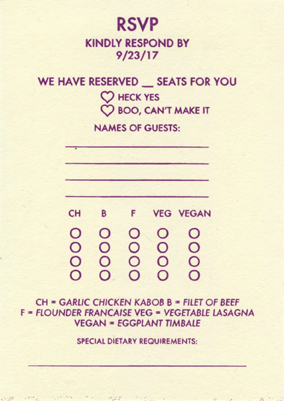 RSVP
KINDLY RESPOND BY
9/23/17
WE HAVE RESERVED __ SEATS FOR YOU
HECK YES
BOO, CAN'T MAKE IT
NAMES OF GUESTS:
CH B F VEG VEGAN
CH = GARLIC CHICKEN KABOB B = FILET OF BEEF
F = FLOUNDER FRANCAISE VEG = VEGETABLE LASAGNA
VEGAN = EGGPLANT TIMBALE
SPECIAL DIETARY REQUIREMENTS: